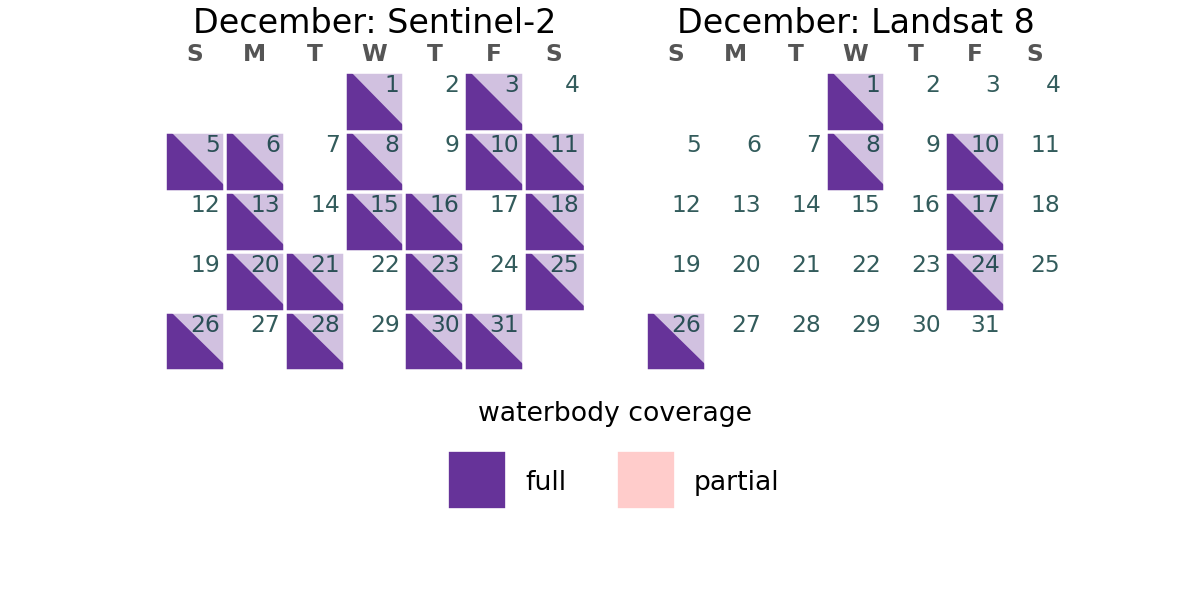 December: Sentinel-2
S M T W T F S
1 2 3 4
5 6 7 8 9 10 11
12 13 14 15 16 17 18
19 20 21 22 23 24 25
26 27 28 29 30 31
December: Landsat 8
S M T W T F S
1 2 3 4
5 6 7 8 9 10 11
12 13 14 15 16 17 18
19 20 21 22 23 24 25
26 27 28 29 30 31
waterbody coverage
full partial